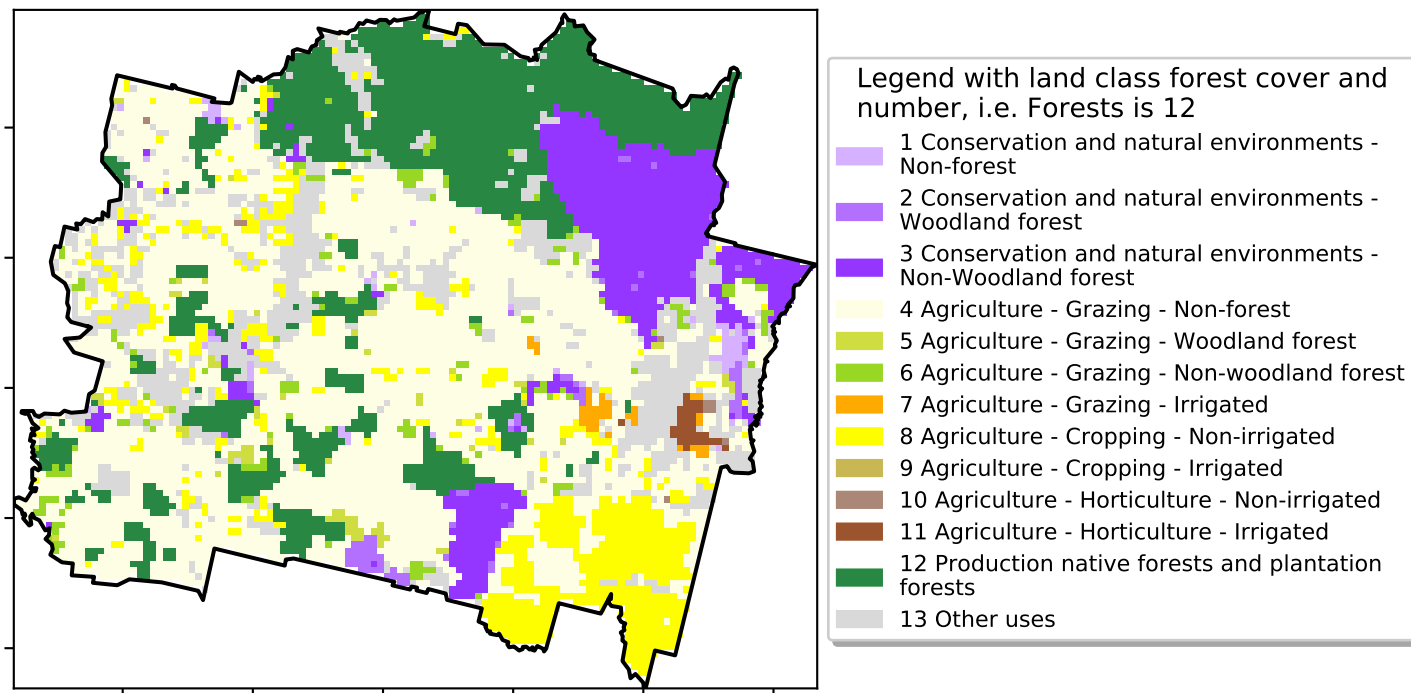 Legend with land class forest cover and
number, i.e. Forests is 12
1 Conservation and natural environments -
Non-forest
2 Conservation and natural environments -
Woodland forest
3 Conservation and natural environments -
Non-Woodland forest
4 Agriculture - Grazing - Non-forest
5 Agriculture - Grazing - Woodland forest
6 Agriculture - Grazing - Non-woodland forest
7 Agriculture - Grazing - Irrigated
8 Agriculture - Cropping - Non-irrigated
9 Agriculture - Cropping - Irrigated
10 Agriculture - Horticulture - Non-irrigated
11 Agriculture - Horticulture - Irrigated
12 Production native forests and plantation
forests
13 Other uses